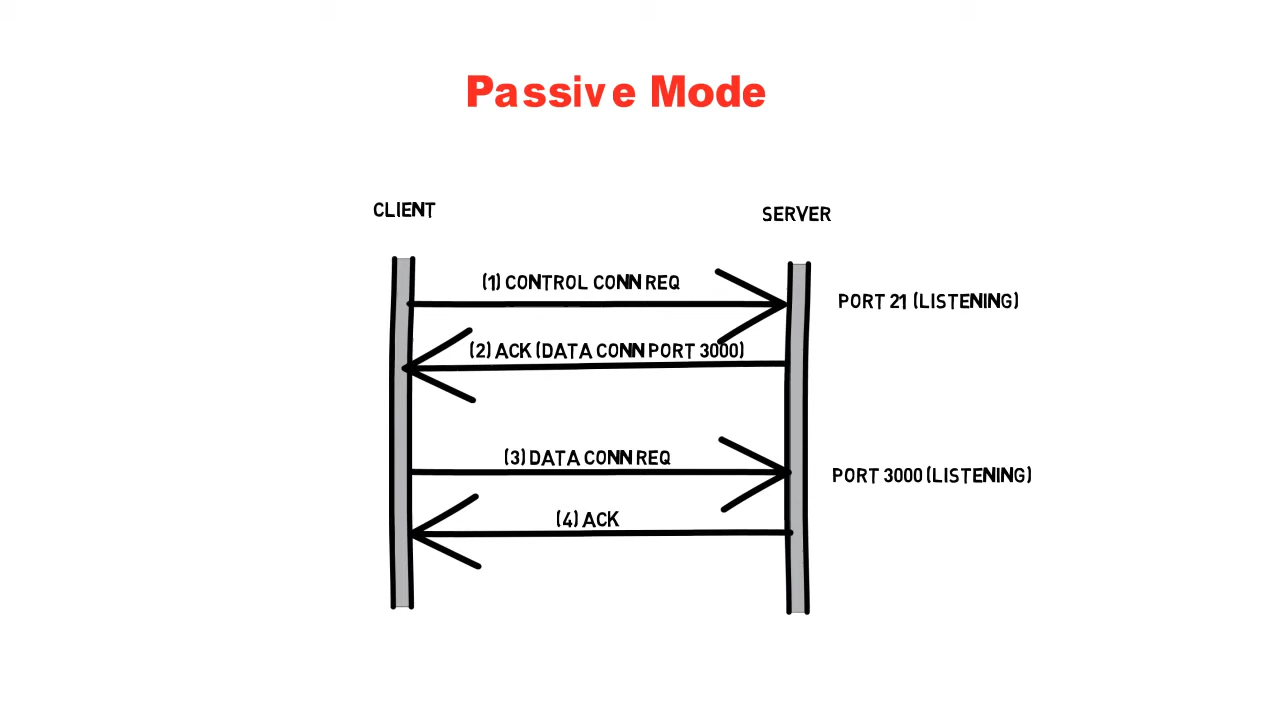 Passive Mode
CLIENT
SERVER
(1) CONTROL CONN REQ
PORT 21 (LISTENING)
(2) ACK (DATA CONN PORT 3000)
(3) DATA CONN REQ
PORT 3000 (LISTENING)
(4) ACK